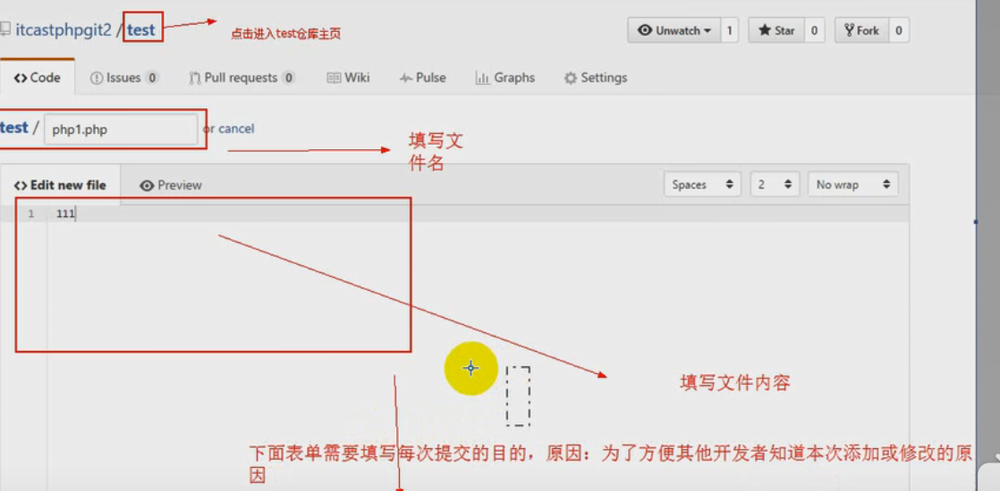 itcastphpgit2 / test
点击进入test仓库主页
Unwatch 1 Star 0 Fork 0
Code Issues 0 Pull requests 0 Wiki Pulse Graphs Settings
test / php1.php or cancel
填写文
件名
Edit new file Preview Spaces 2 No wrap
1 111
填写文件内容
下面表单需要填写每次提交的目的，原因：为了方便其他开发者知道本次添加或修改的原
因